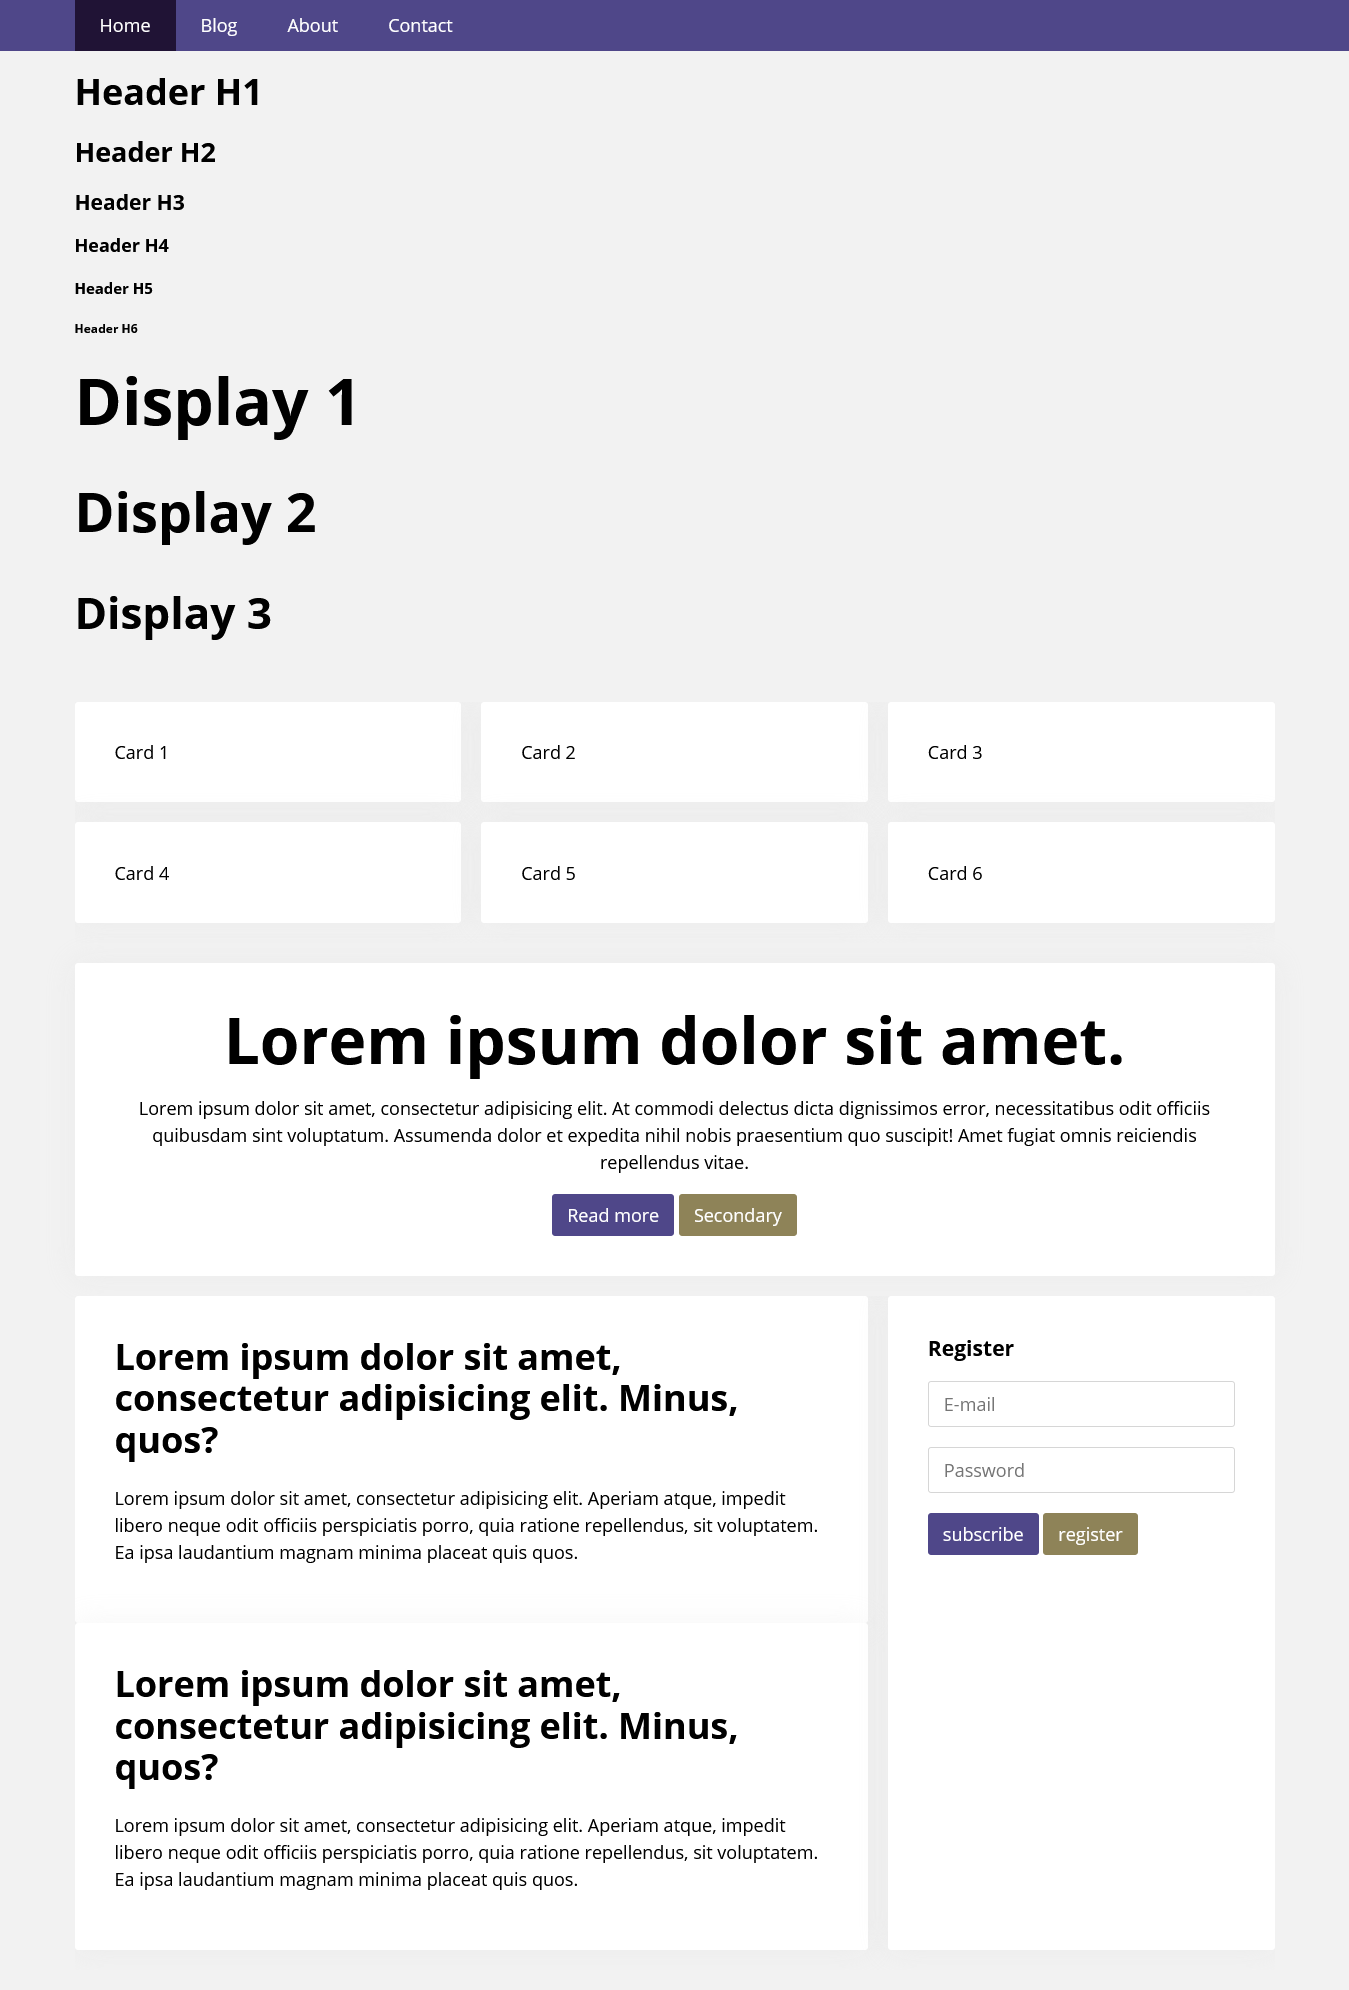 Home Blog About Contact
Header H1
Header H2
Header H3
Header H4
Header H5
Header H6
Display 1
Display 2
Display 3
Card 1 Card 2 Card 3
Card 4 Card 5 Card 6
Lorem ipsum dolor sit amet.
Lorem ipsum dolor sit amet, consectetur adipisicing elit. At commodi delectus dicta dignissimos error, necessitatibus odit officiis
quibusdam sint voluptatum. Assumenda dolor et expedita nihil nobis praesentium quo suscipit! Amet fugiat omnis reiciendis
repellendus vitae.
Read more Secondary
Lorem ipsum dolor sit amet,
consectetur adipisicing elit. Minus,
quos?
Lorem ipsum dolor sit amet, consectetur adipisicing elit. Aperiam atque, impedit
libero neque odit officiis perspiciatis porro, quia ratione repellendus, sit voluptatem.
Ea ipsa laudantium magnam minima placeat quis quos.
Lorem ipsum dolor sit amet,
consectetur adipisicing elit. Minus,
quos?
Lorem ipsum dolor sit amet, consectetur adipisicing elit. Aperiam atque, impedit
libero neque odit officiis perspiciatis porro, quia ratione repellendus, sit voluptatem.
Ea ipsa laudantium magnam minima placeat quis quos.
Register
E-mail
Password
subscribe register